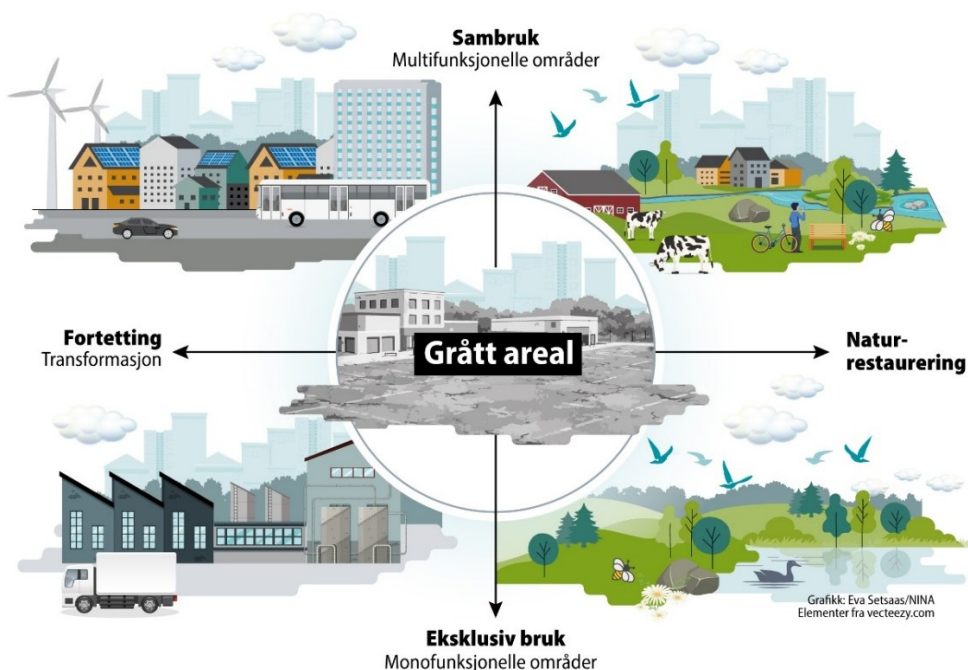 Sambruk
Multifunksjonelle områder
Fortetting
Transformasjon
Grått areal
Natur-
restaurering
Grafikk: Eva Setsaas/NINA
Elementer fra vecteezy.com
Eksklusiv bruk
Monofunksjonelle områder